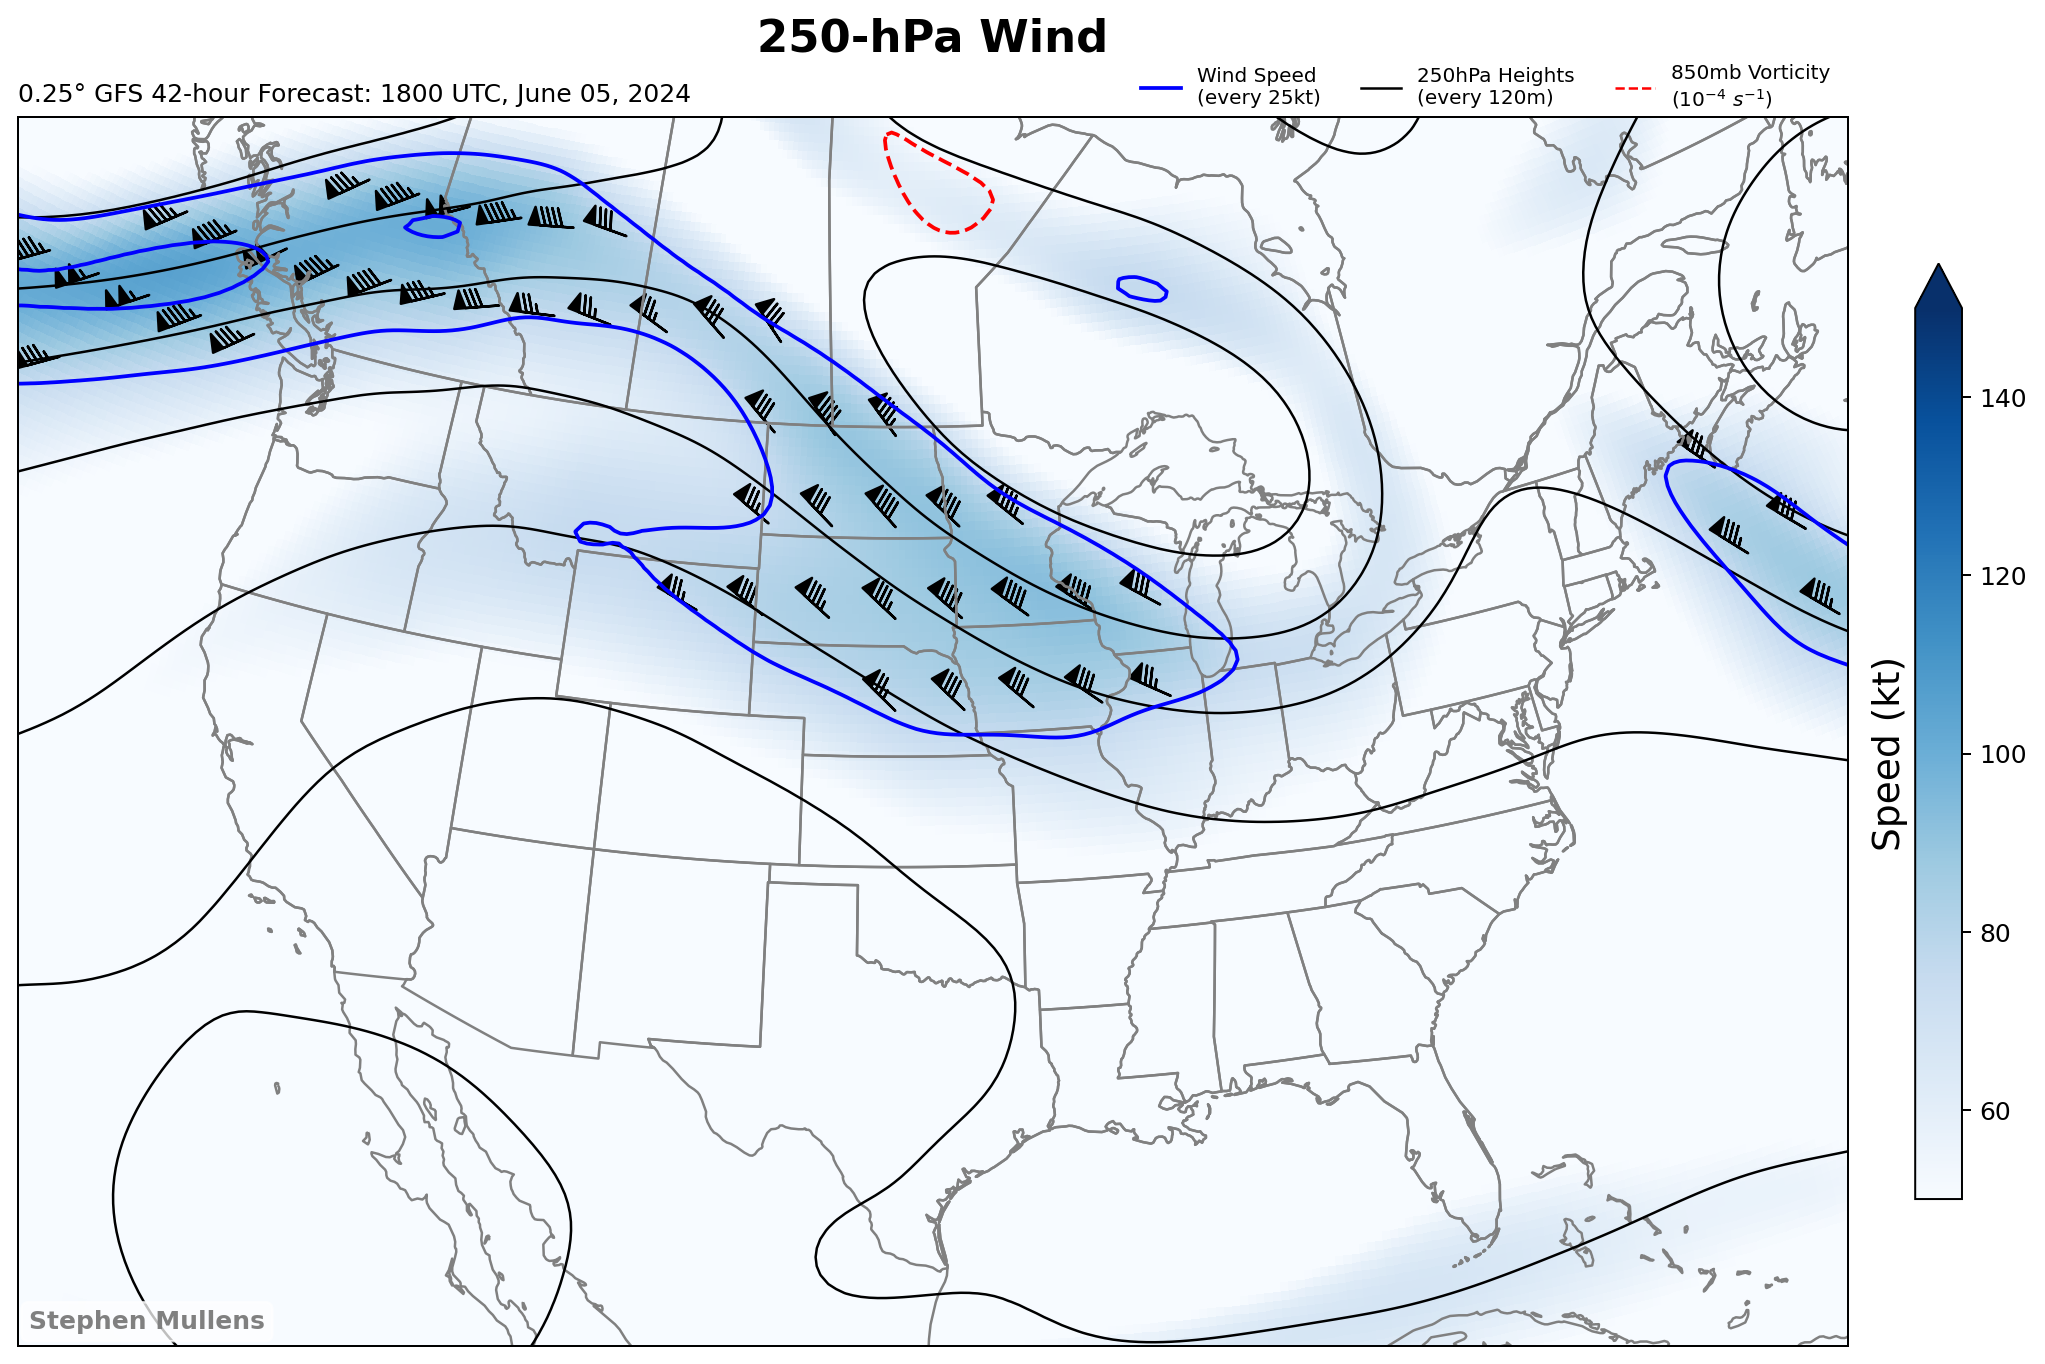 250-hPa Wind
0.25° GFS 42-hour Forecast: 1800 UTC, June 05, 2024
Wind Speed
(every 25kt)
250hPa Heights
(every 120m)
850mb Vorticity
(10⁻⁴ s⁻¹)
140
120
100
80
60
Speed (kt)
Stephen Mullens